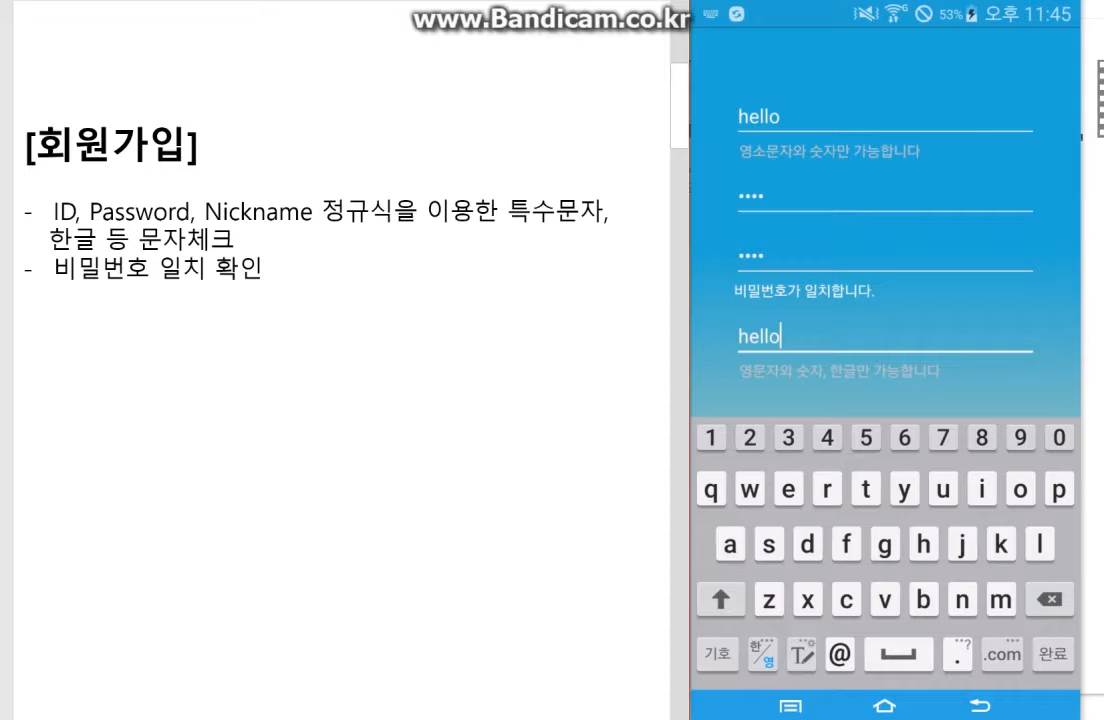 www.Bandicam.co.kr
[회원가입]
- ID, Password, Nickname 정규식을 이용한 특수문자,
한글 등 문자체크
- 비밀번호 일치 확인
53% 오후 11:45
hello
영소문자와 숫자만 가능합니다
••••
••••
비밀번호가 일치합니다.
hello
영문자와 숫자, 한글만 가능합니다
1 2 3 4 5 6 7 8 9 0
q w e r t y u i o p
a s d f g h j k l
z x c v b n m
기호 한/영 T @ . ? .com 완료